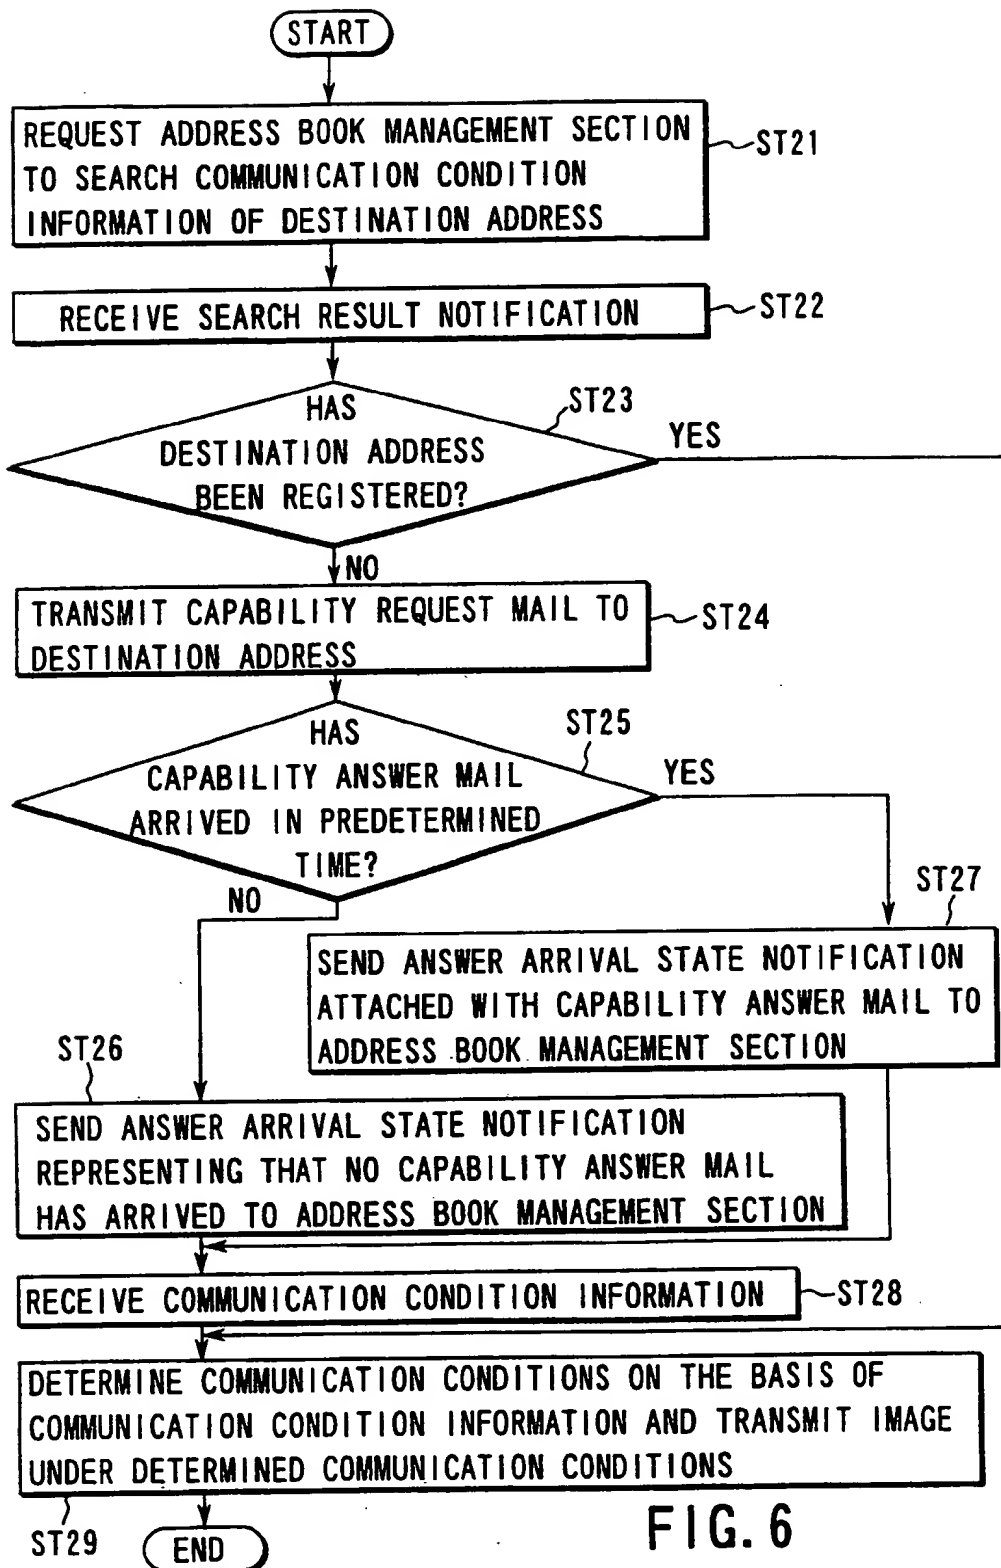 START
REQUEST ADDRESS BOOK MANAGEMENT SECTION
TO SEARCH COMMUNICATION CONDITION
INFORMATION OF DESTINATION ADDRESS
ST21
RECEIVE SEARCH RESULT NOTIFICATION
ST22
HAS
DESTINATION ADDRESS
BEEN REGISTERED?
ST23
YES
NO
TRANSMIT CAPABILITY REQUEST MAIL TO
DESTINATION ADDRESS
ST24
HAS
CAPABILITY ANSWER MAIL
ARRIVED IN PREDETERMINED
TIME?
ST25
YES
NO
ST27
SEND ANSWER ARRIVAL STATE NOTIFICATION
ATTACHED WITH CAPABILITY ANSWER MAIL TO
ADDRESS BOOK MANAGEMENT SECTION
ST26
SEND ANSWER ARRIVAL STATE NOTIFICATION
REPRESENTING THAT NO CAPABILITY ANSWER MAIL
HAS ARRIVED TO ADDRESS BOOK MANAGEMENT SECTION
RECEIVE COMMUNICATION CONDITION INFORMATION
ST28
DETERMINE COMMUNICATION CONDITIONS ON THE BASIS OF
COMMUNICATION CONDITION INFORMATION AND TRANSMIT IMAGE
UNDER DETERMINED COMMUNICATION CONDITIONS
ST29
END
FIG. 6